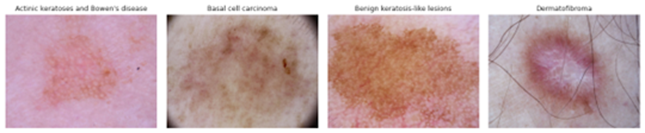 Actinic keratoses and Bowen's disease
Basal cell carcinoma
Benign keratosis-like lesions
Dermatofibroma